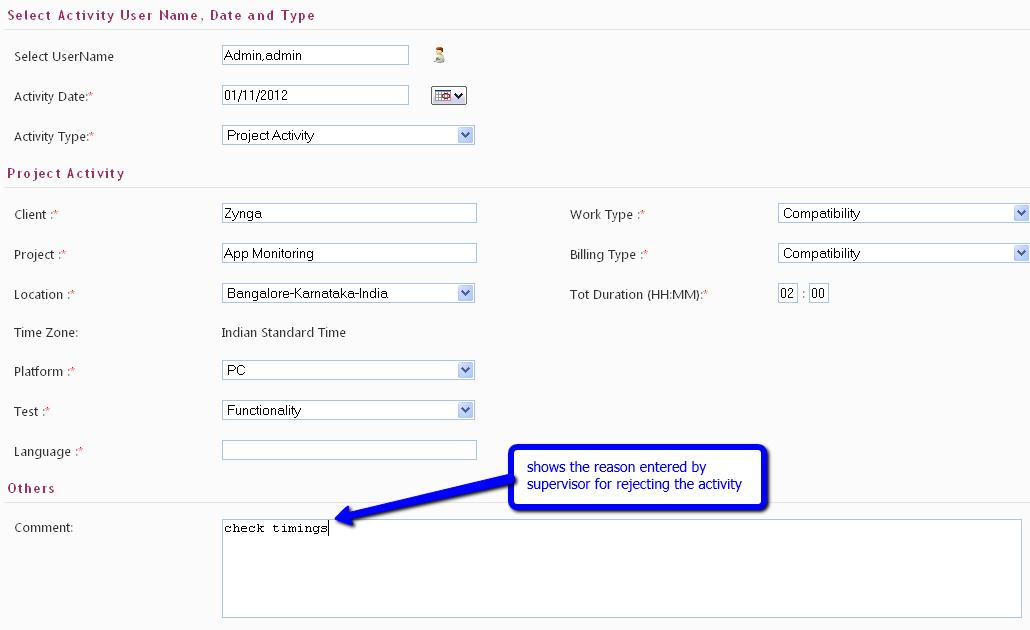 Select Activity User Name, Date and Type
Select UserName Admin,admin
Activity Date:* 01/11/2012
Activity Type:* Project Activity
Project Activity
Client :* Zynga Work Type :* Compatibility
Project :* App Monitoring Billing Type :* Compatibility
Location :* Bangalore-Karnataka-India Tot Duration (HH:MM):* 02 : 00
Time Zone: Indian Standard Time
Platform :* PC
Test :* Functionality
Language :*
shows the reason entered by
supervisor for rejecting the activity
Others
Comment: check timings